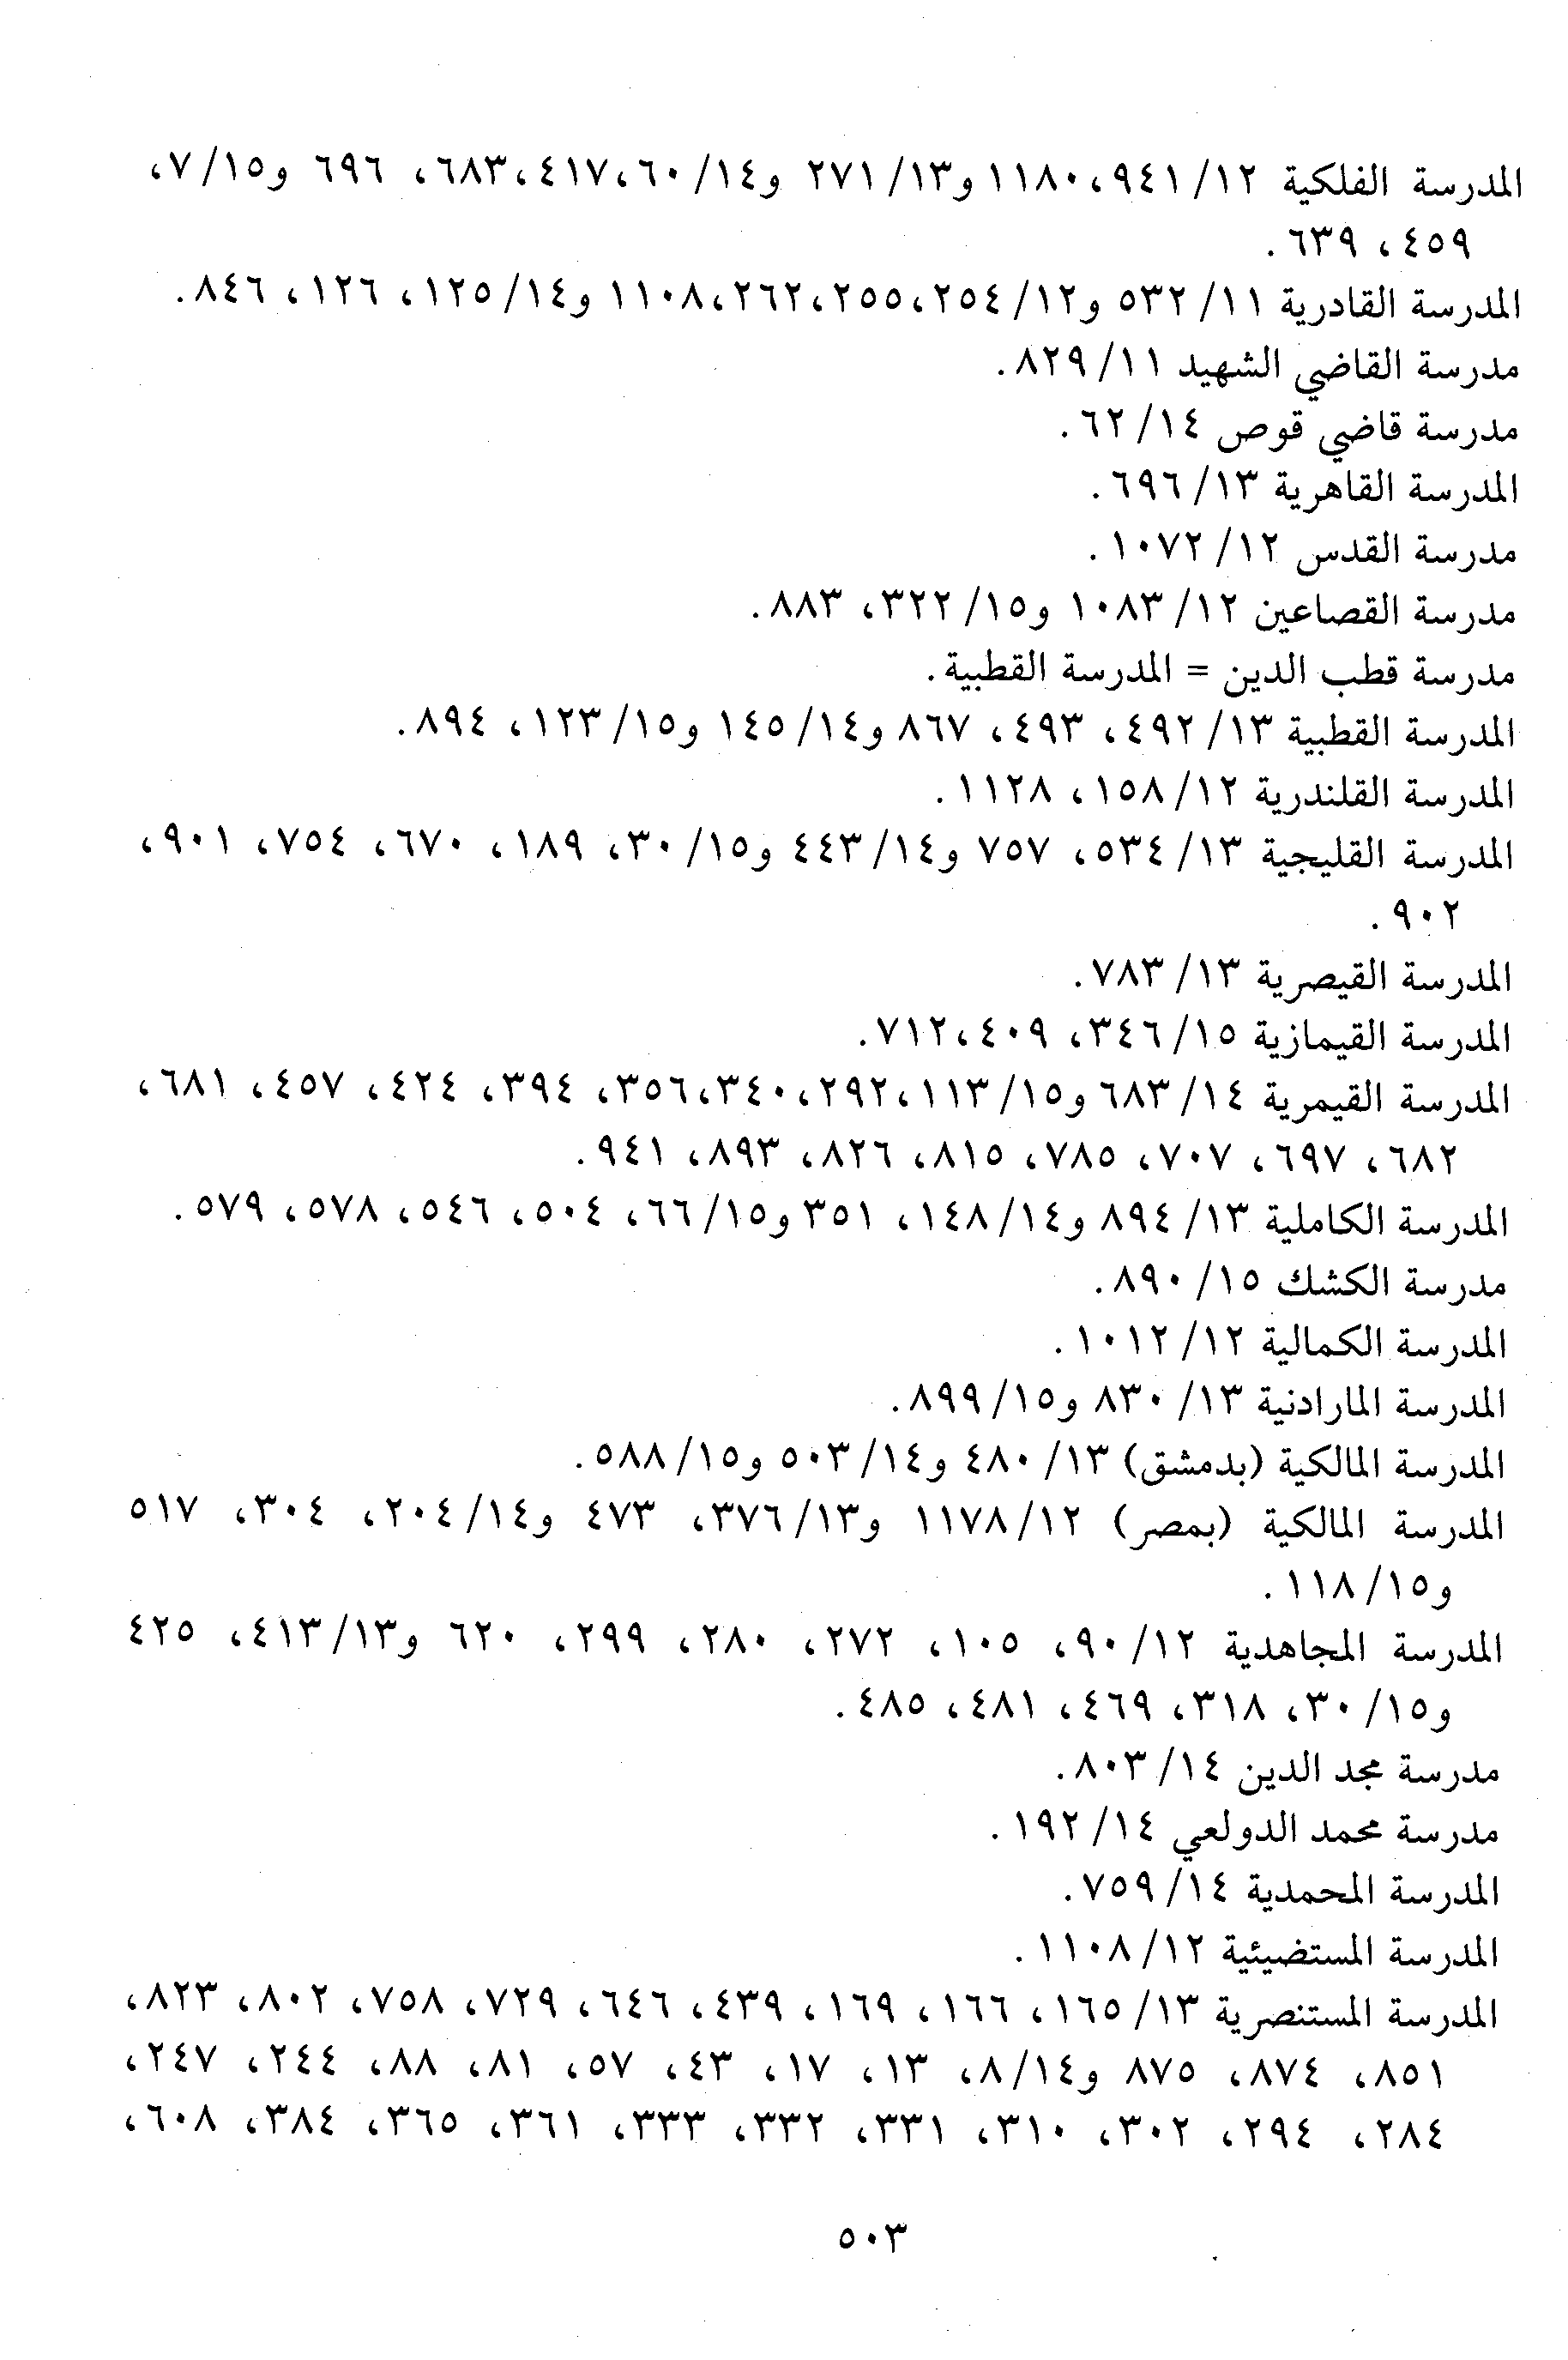 المدرسة الفلكية ١٢/ ٩٤١، ١١٨٠ و١٣/ ٢٧١ و١٤/ ٦٠، ٤١٧، ٦٨٣، ٦٩٦ و١٥/ ٧،
٤٥٩، ٦٣٩.
المدرسة القادرية ١١/ ٥٣٢ و١٢/ ٢٥٤، ٢٥٥، ٢٦٢، ١١٠٨ و١٤/ ١٢٥، ١٢٦، ٨٤٦.
مدرسة القاضي الشهيد ١١/ ٨٢٩.
مدرسة قاضي قوص ١٤/ ٦٢.
المدرسة القاهرية ١٣/ ٦٩٦.
مدرسة القدس ١٢/ ١٠٧٢.
مدرسة القصاعين ١٢/ ١٠٨٣ و١٥/ ٣٢٢، ٨٨٣.
مدرسة قطب الدين = المدرسة القطبية.
المدرسة القطبية ١٣/ ٤٩٢، ٤٩٣، ٨٦٧ و١٤/ ١٤٥ و١٥/ ١٢٣، ٨٩٤.
المدرسة القلندرية ١٢/ ١٥٨، ١١٢٨.
المدرسة القليجية ١٣/ ٥٣٤، ٧٥٧ و١٤/ ٤٤٣ و١٥/ ٣٠، ١٨٩، ٦٧٠، ٧٥٤، ٩٠١،
٩٠٢.
المدرسة القيصرية ١٣/ ٧٨٣.
المدرسة القيمازية ١٥/ ٣٤٦، ٤٠٩، ٧١٢.
المدرسة القيمرية ١٤/ ٦٨٣ و١٥/ ١١٣، ٢٩٢، ٣٤٠، ٣٥٦، ٣٩٤، ٤٢٤، ٤٥٧، ٦٨١،
٦٨٢، ٦٩٧، ٧٠٧، ٧٨٥، ٨١٥، ٨٢٦، ٨٩٣، ٩٤١.
المدرسة الكاملية ١٣/ ٨٩٤ و١٤/ ١٤٨، ٣٥١ و١٥/ ٦٦، ٥٠٤، ٥٤٦، ٥٧٨، ٥٧٩.
مدرسة الكشك ١٥/ ٨٩٠.
المدرسة الكمالية ١٢/ ١٠١٢.
المدرسة المارادنية ١٣/ ٨٣٠ و١٥/ ٨٩٩.
المدرسة المالكية (بدمشق) ١٣/ ٤٨٠ و١٤/ ٥٠٣ و١٥/ ٥٨٨.
المدرسة المالكية (بمصر) ١٢/ ١١٧٨ و١٣/ ٣٧٦، ٤٧٣ و١٤/ ٢٠٤، ٣٠٤، ٥١٧
و١٥/ ١١٨.
المدرسة المجاهدية ١٢/ ٩٠، ١٠٥، ٢٧٢، ٢٨٠، ٢٩٩، ٦٢٠ و١٣/ ٤١٣، ٤٢٥
و١٥/ ٣٠، ٣١٨، ٤٦٩، ٤٨١، ٤٨٥.
مدرسة مجد الدين ١٤/ ٨٠٣.
مدرسة محمد الدولعي ١٤/ ١٩٢.
المدرسة المحمدية ١٤/ ٧٥٩.
المدرسة المستضيئية ١٢/ ١١٠٨.
المدرسة المستنصرية ١٣/ ١٦٥، ١٦٦، ١٦٩، ٤٣٩، ٦٤٦، ٧٢٩، ٧٥٨، ٨٠٢، ٨٢٣،
٨٥١، ٨٧٤، ٨٧٥ و١٤/ ٨، ١٣، ١٧، ٤٣، ٥٧، ٨١، ٨٨، ٢٤٤، ٢٤٧،
٢٨٤، ٢٩٤، ٣٠٢، ٣١٠، ٣٣١، ٣٣٢، ٣٣٣، ٣٦١، ٣٦٥، ٣٨٤، ٦٠٨،
٥٠٣